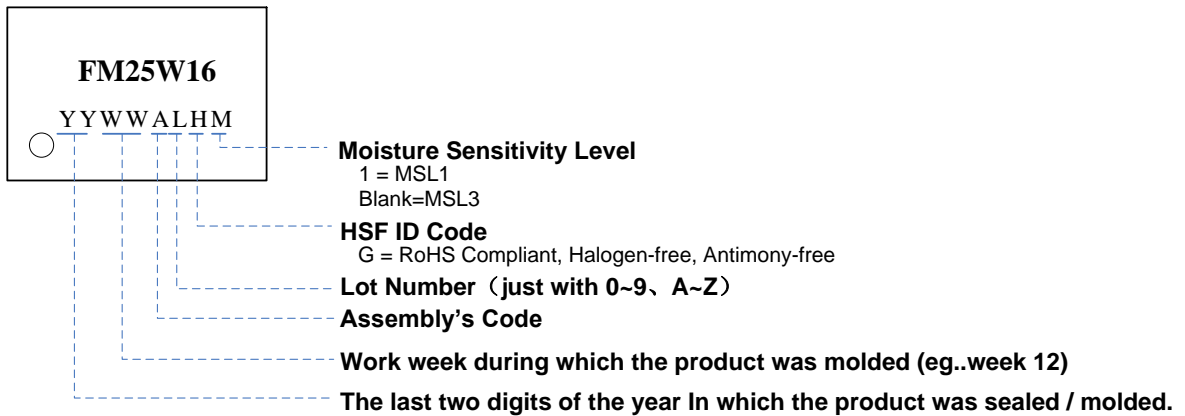 FM25W16
YYWWALHM
Moisture Sensitivity Level
1 = MSL1
Blank=MSL3
HSF ID Code
G = RoHS Compliant, Halogen-free, Antimony-free
Lot Number（just with 0~9、A~Z）
Assembly's Code
Work week during which the product was molded (eg..week 12)
The last two digits of the year In which the product was sealed / molded.